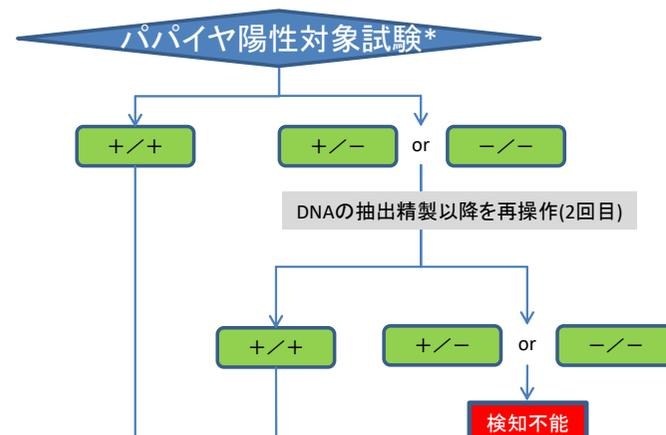 パパイヤ陽性対象試験*
＋／＋ ＋／－ or －／－
DNAの抽出精製以降を再操作(2回目)
＋／＋ ＋／－ or －／－
検知不能